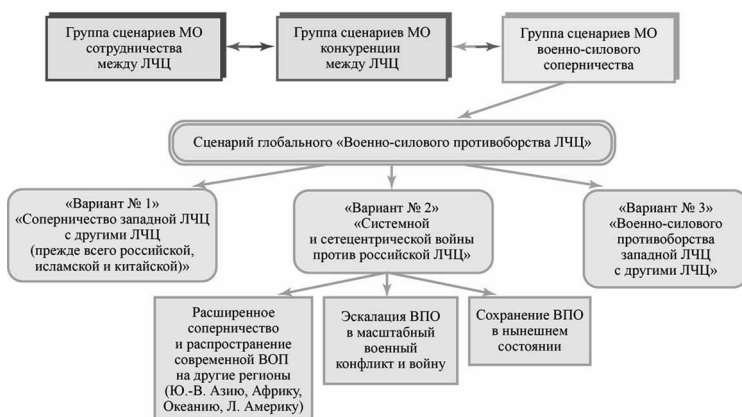 Группа сценариев МО
сотрудничества
между ЛЧЦ
Группа сценариев МО
конкуренции
между ЛЧЦ
Группа сценариев МО
военно-силового
соперничества
Сценарий глобального «Военно-силового противоборства ЛЧЦ»
«Вариант № 1»
«Соперничество западной ЛЧЦ
с другими ЛЧЦ
(прежде всего российской,
исламской и китайской)»
«Вариант № 2»
«Системной
и сетецентрической войны
против российской ЛЧЦ»
«Вариант № 3»
«Военно-силового
противоборства
западной ЛЧЦ
с другими ЛЧЦ»
Расширенное
соперничество
и распространие
современной ВОП
на другие регионы
(Ю.-В. Азию, Африку,
Океанию, Л. Америку)
Эскалация ВПО
в масштабный
военный
конфликт и войну
Сохранение ВПО
в нынешнем
состоянии